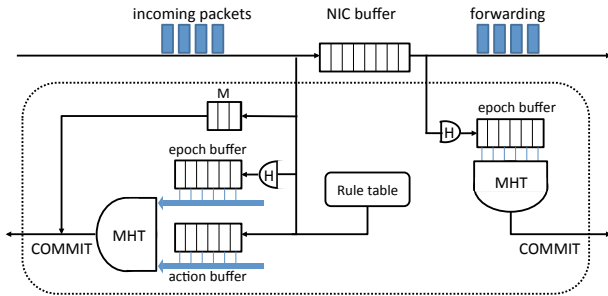 incoming packets
NIC buffer
forwarding
M
epoch buffer
H
epoch buffer
H
MHT
Rule table
MHT
COMMIT
action buffer
COMMIT